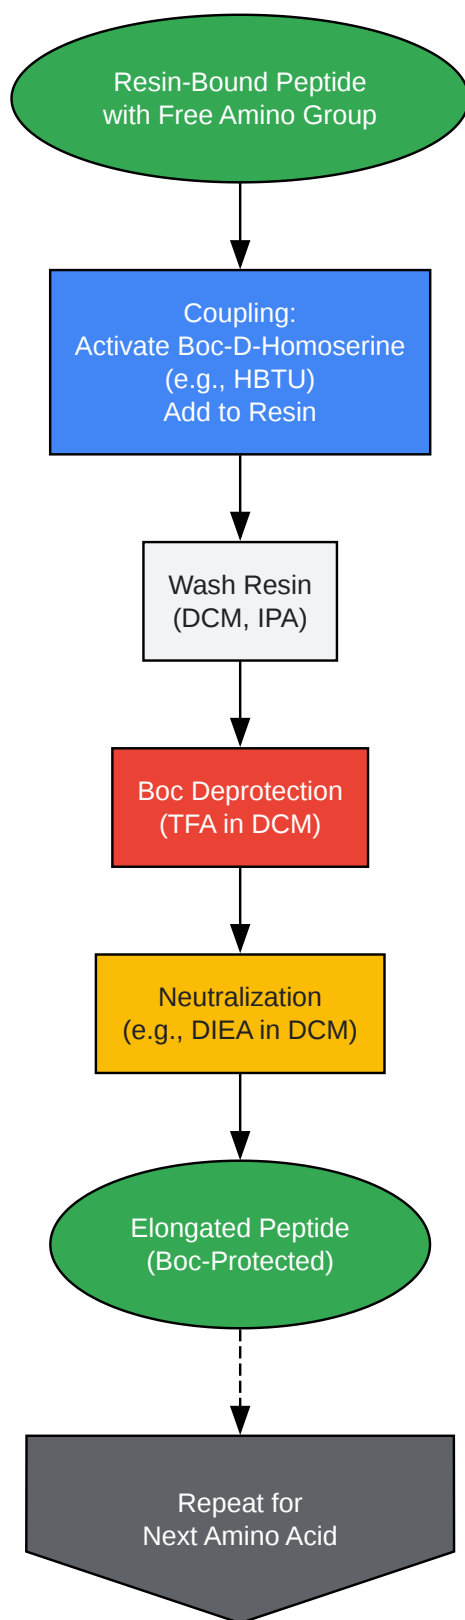 Resin-Bound Peptide
with Free Amino Group
Coupling:
Activate Boc-D-Homoserine
(e.g., HBTU)
Add to Resin
Wash Resin
(DCM, IPA)
Boc Deprotection
(TFA in DCM)
Neutralization
(e.g., DIEA in DCM)
Elongated Peptide
(Boc-Protected)
Repeat for
Next Amino Acid